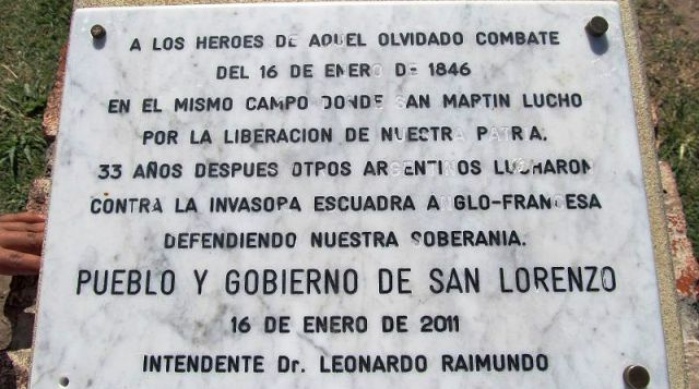 A LOS HEROES DE AQUEL OLVIDADO COMBATE
DEL 16 DE ENERO DE 1846
EN EL MISMO CAMPO DONDE SAN MARTIN LUCHO
POR LA LIBERACION DE NUESTRA PATRIA.
33 AÑOS DESPUES OTPOS ARGENTINOS LUCHARON
CONTRA LA INVASOPA ESCUADRA ANGLO-FRANCESA
DEFENDIENDO NUESTRA SOBERANIA.
PUEBLO Y GOBIERNO DE SAN LORENZO
16 DE ENERO DE 2011
INTENDENTE Dr. LEONARDO RAIMUNDO